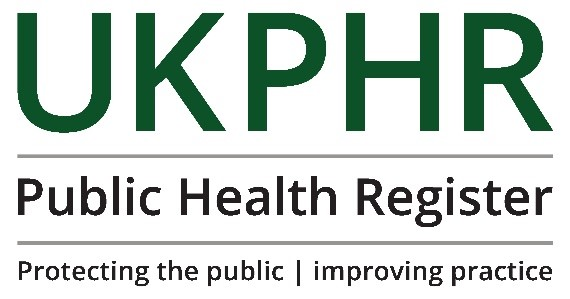 UKPHR
Public Health Register
Protecting the public | improving practice